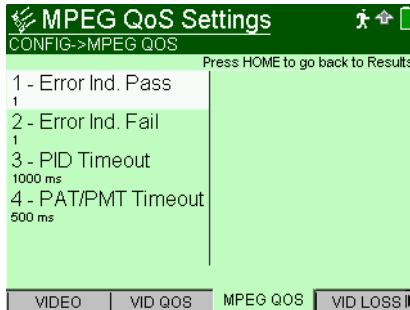 MPEG QoS Settings
CONFIG->MPEG QOS
Press HOME to go back to Results
1 - Error Ind. Pass
1
2 - Error Ind. Fail
1
3 - PID Timeout
1000 ms
4 - PAT/PMT Timeout
500 ms
VIDEO VID QOS MPEG QOS VID LOSS